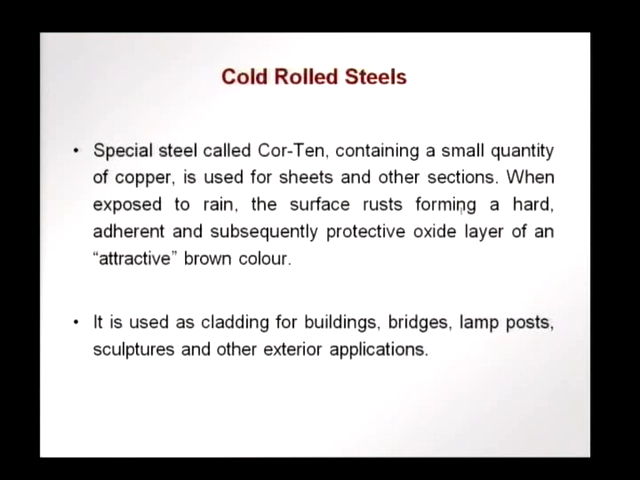 Cold Rolled Steels
• Special steel called Cor-Ten, containing a small quantity
of copper, is used for sheets and other sections. When
exposed to rain, the surface rusts forming a hard,
adherent and subsequently protective oxide layer of an
“attractive” brown colour.
• It is used as cladding for buildings, bridges, lamp posts,
sculptures and other exterior applications.